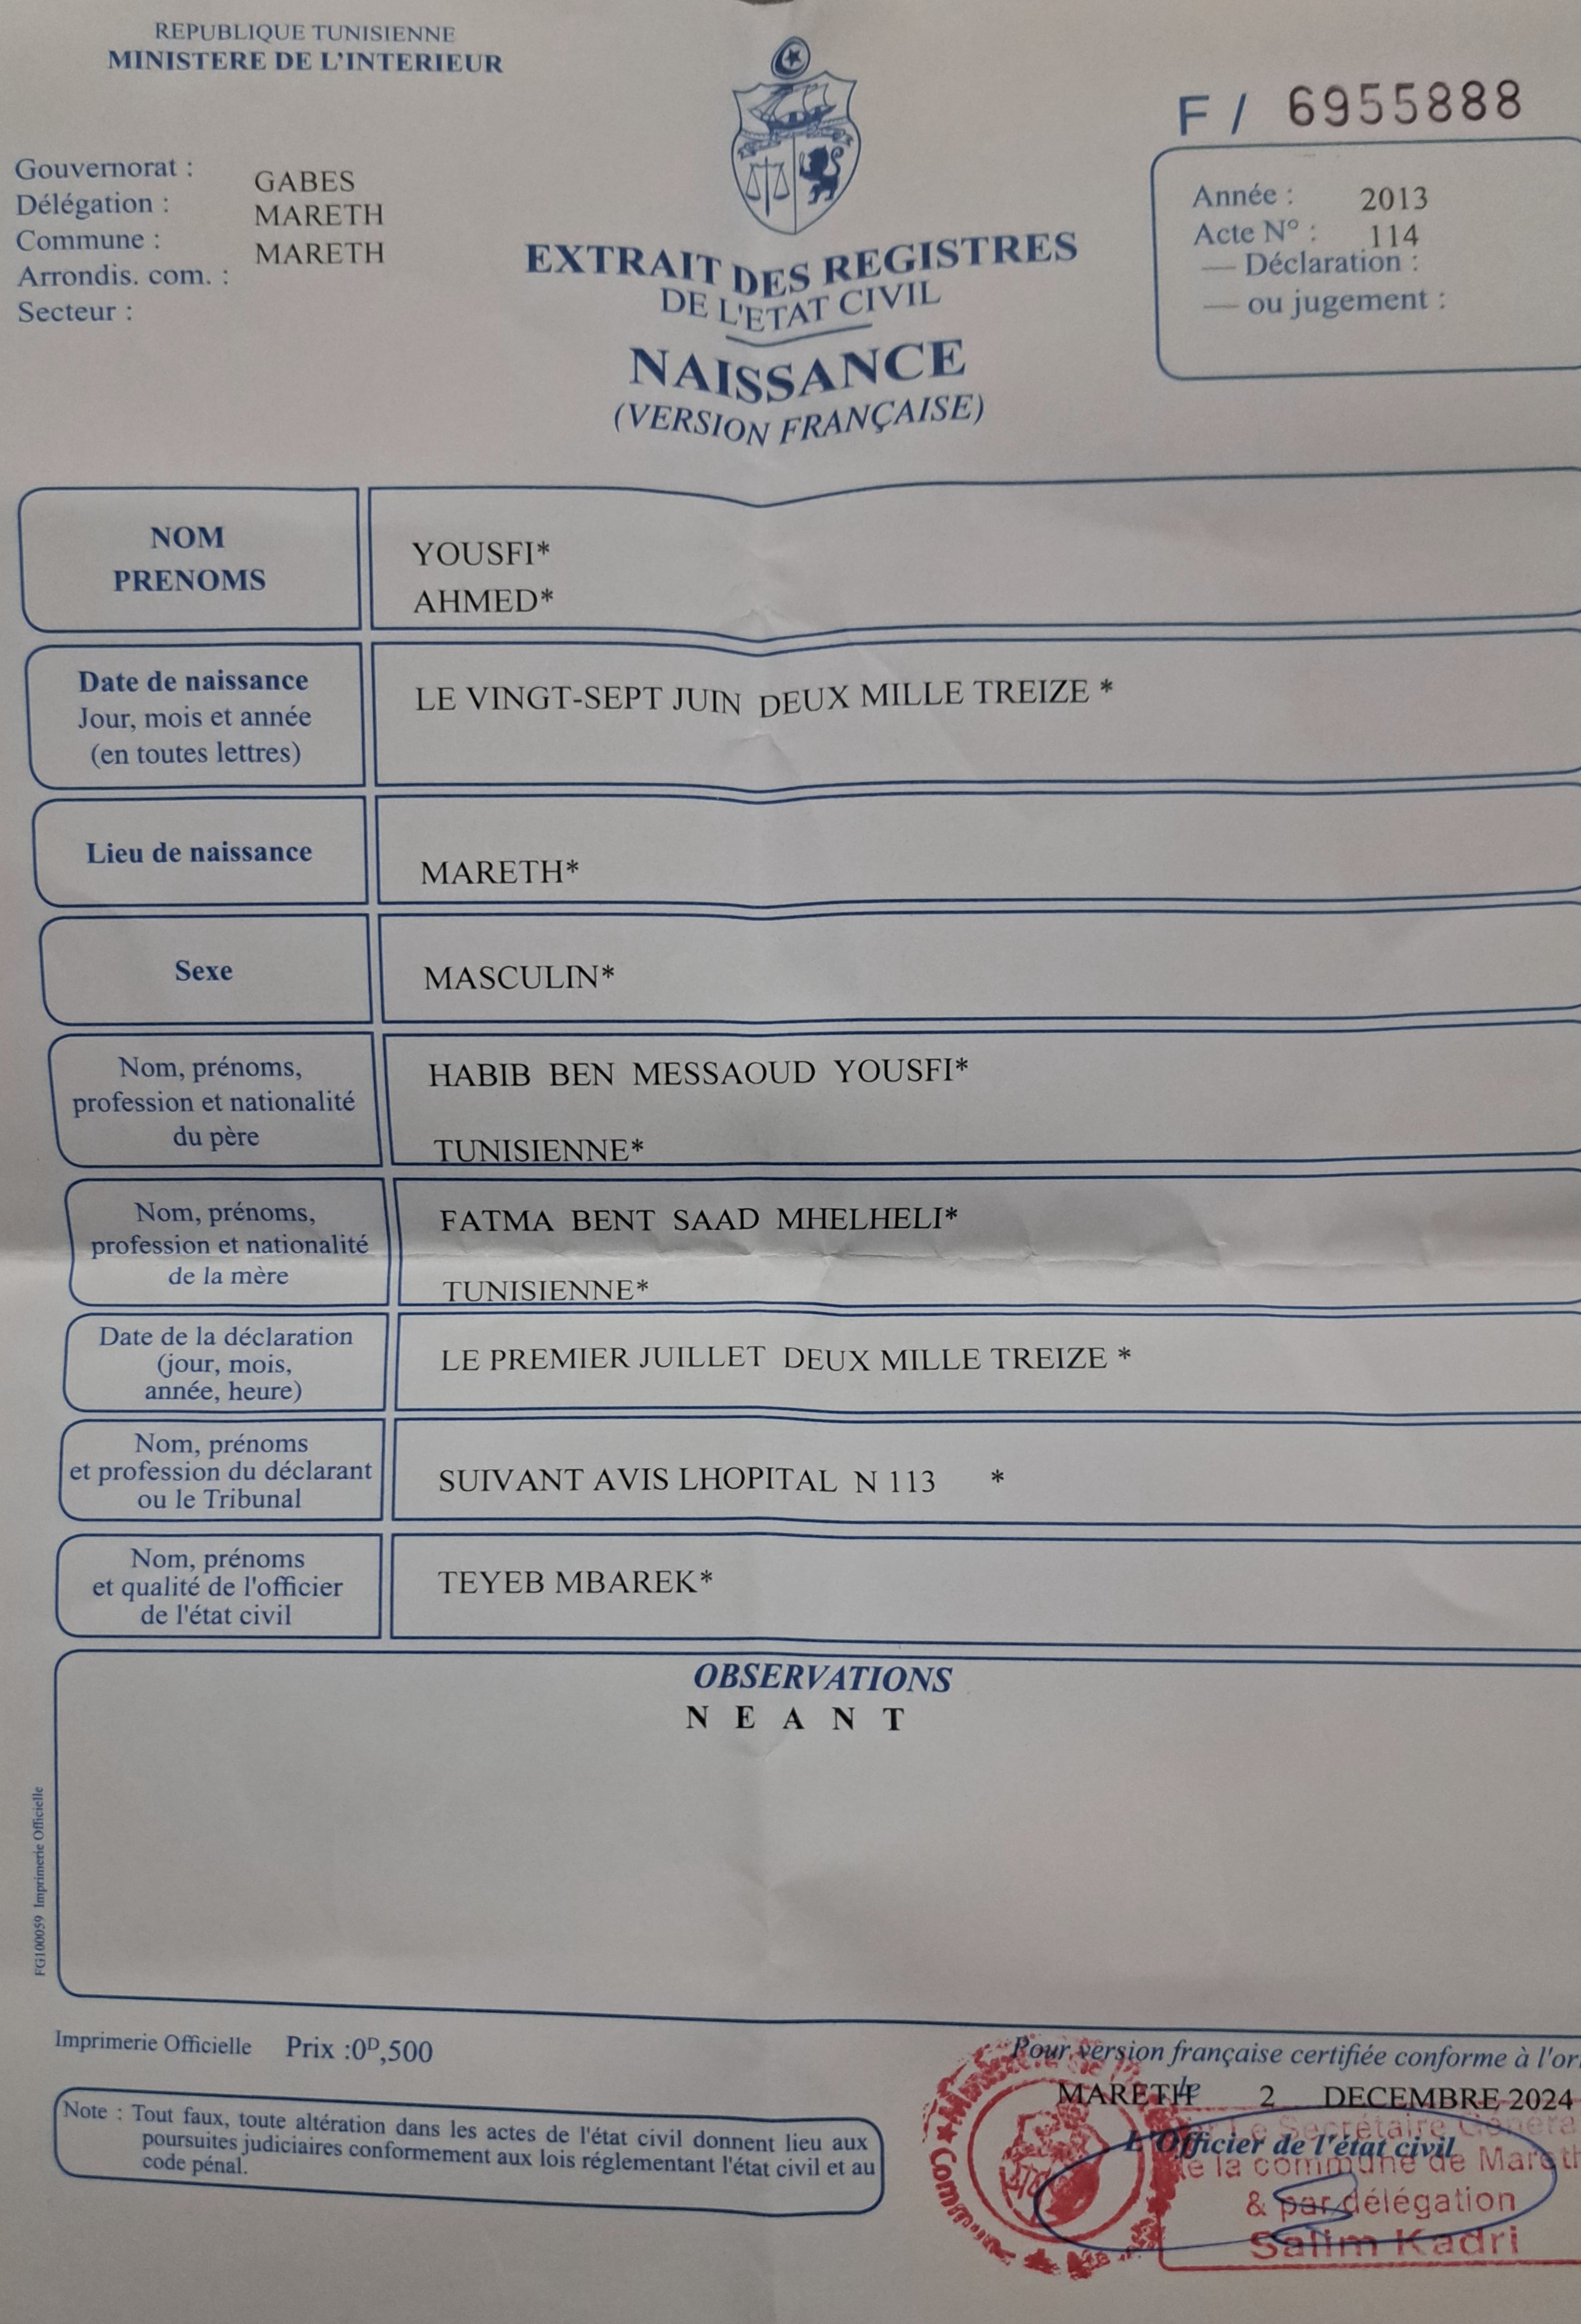 REPUBLIQUE TUNISIENNE
MINISTERE DE L'INTERIEUR
F / 6955888
Gouvernorat : GABES
Délégation : MARETH
Commune : MARETH
Arrondis. com. :
Secteur :
EXTRAIT DES REGISTRES
DE L'ETAT CIVIL
NAISSANCE
(VERSION FRANÇAISE)
Année : 2013
Acte N° : 114
— Déclaration :
— ou jugement :
NOM
PRENOMS
YOUSFI*
AHMED*
Date de naissance
Jour, mois et année
(en toutes lettres)
LE VINGT-SEPT JUIN DEUX MILLE TREIZE *
Lieu de naissance
MARETH*
Sexe
MASCULIN*
Nom, prénoms,
profession et nationalité
du père
HABIB BEN MESSAOUD YOUSFI*
TUNISIENNE*
Nom, prénoms,
profession et nationalité
de la mère
FATMA BENT SAAD MHELHELI*
TUNISIENNE*
Date de la déclaration
(jour, mois,
année, heure)
LE PREMIER JUILLET DEUX MILLE TREIZE *
Nom, prénoms
et profession du déclarant
ou le Tribunal
SUIVANT AVIS LHOPITAL N 113 *
Nom, prénoms
et qualité de l'officier
de l'état civil
TEYEB MBAREK*
OBSERVATIONS
N E A N T
FG100059 Imprimerie Officielle
Imprimerie Officielle Prix :0D,500
Note : Tout faux, toute altération dans les actes de l'état civil donnent lieu aux
poursuites judiciaires conformement aux lois réglementant l'état civil et au
code pénal.
Pour version française certifiée conforme à l'ori
MARETH le 2 DECEMBRE 2024
Le Secrétaire Généra
L'Officier de l'état civil
de la commune de Mareth
& par délégation
Salim Kadri